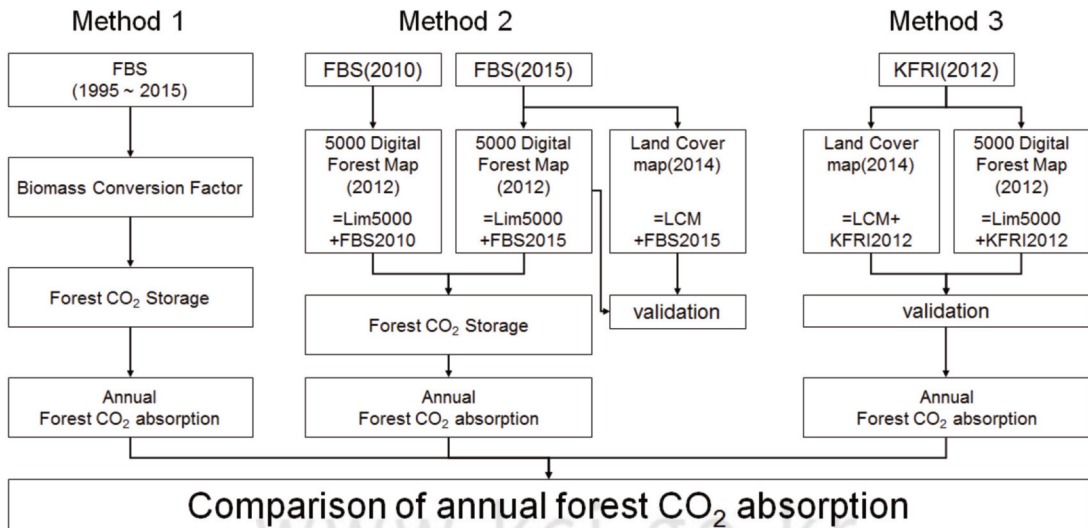 Method 1
FBS
(1995 ~ 2015)
Biomass Conversion Factor
Forest CO₂ Storage
Annual
Forest CO₂ absorption
Method 2
FBS(2010)
FBS(2015)
5000 Digital
Forest Map
(2012)
=Lim5000
+FBS2010
5000 Digital
Forest Map
(2012)
=Lim5000
+FBS2015
Land Cover
map(2014)
=LCM
+FBS2015
Forest CO₂ Storage
validation
Annual
Forest CO₂ absorption
Method 3
KFRI(2012)
Land Cover
map(2014)
=LCM+
KFRI2012
5000 Digital
Forest Map
(2012)
=Lim5000
+KFRI2012
validation
Annual
Forest CO₂ absorption
Comparison of annual forest CO₂ absorption